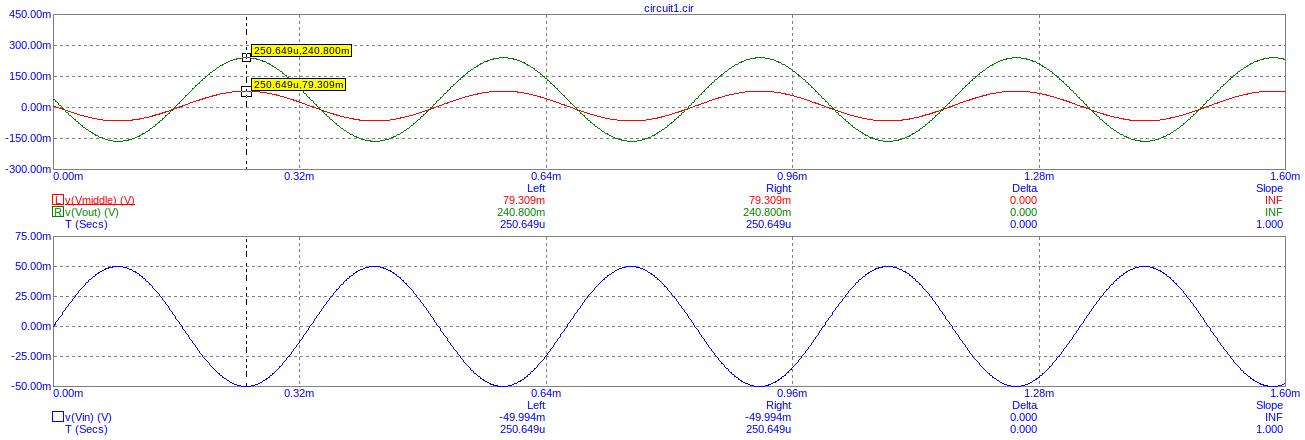 circuit1.cir
450.00m
300.00m
150.00m
0.00m
-150.00m
-300.00m
250.649u,240.800m
250.649u,79.309m
0.00m 0.32m 0.64m 0.96m 1.28m 1.60m
Left Right Delta Slope
L v(Vmiddle) (V) 79.309m 79.309m 0.000 INF
R v(Vout) (V) 240.800m 240.800m 0.000 INF
T (Secs) 250.649u 250.649u 0.000 1.000
75.00m
50.00m
25.00m
0.00m
-25.00m
-50.00m
0.00m 0.32m 0.64m 0.96m 1.28m 1.60m
Left Right Delta Slope
v(Vin) (V) -49.994m -49.994m 0.000 INF
T (Secs) 250.649u 250.649u 0.000 1.000